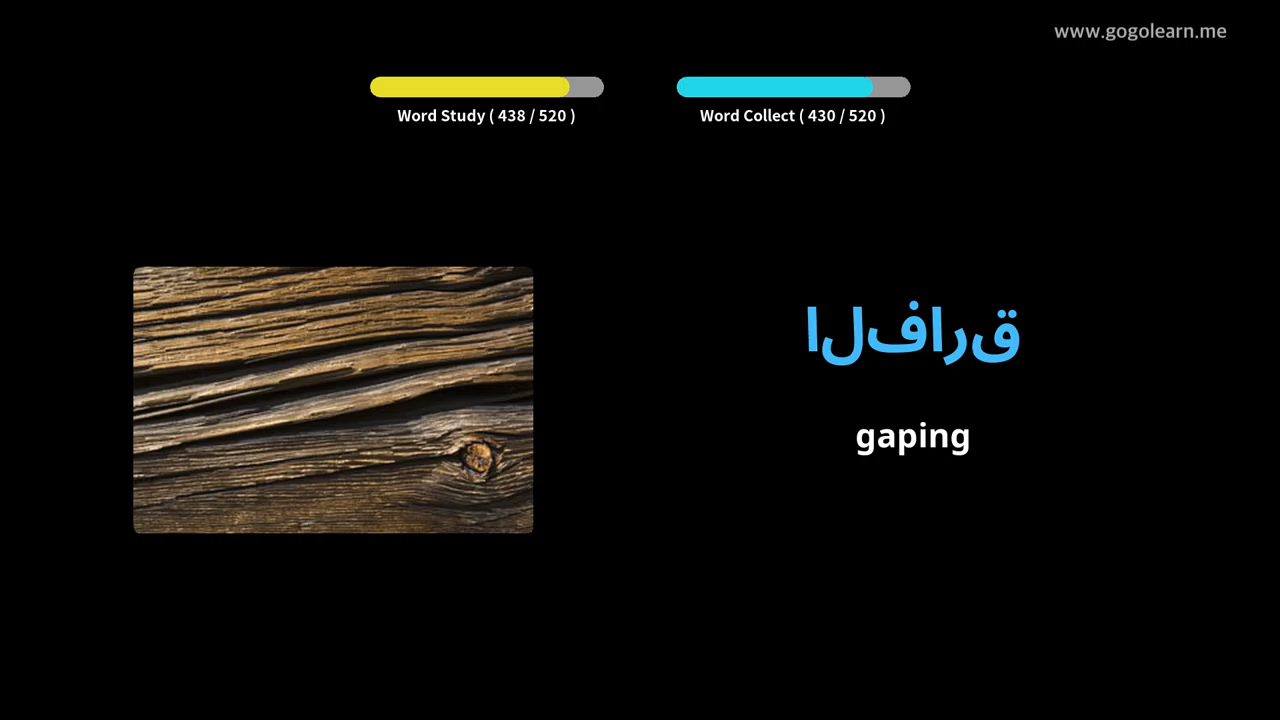 www.gogolearn.me
Word Study ( 438 / 520 )
Word Collect ( 430 / 520 )
الفارق
gaping